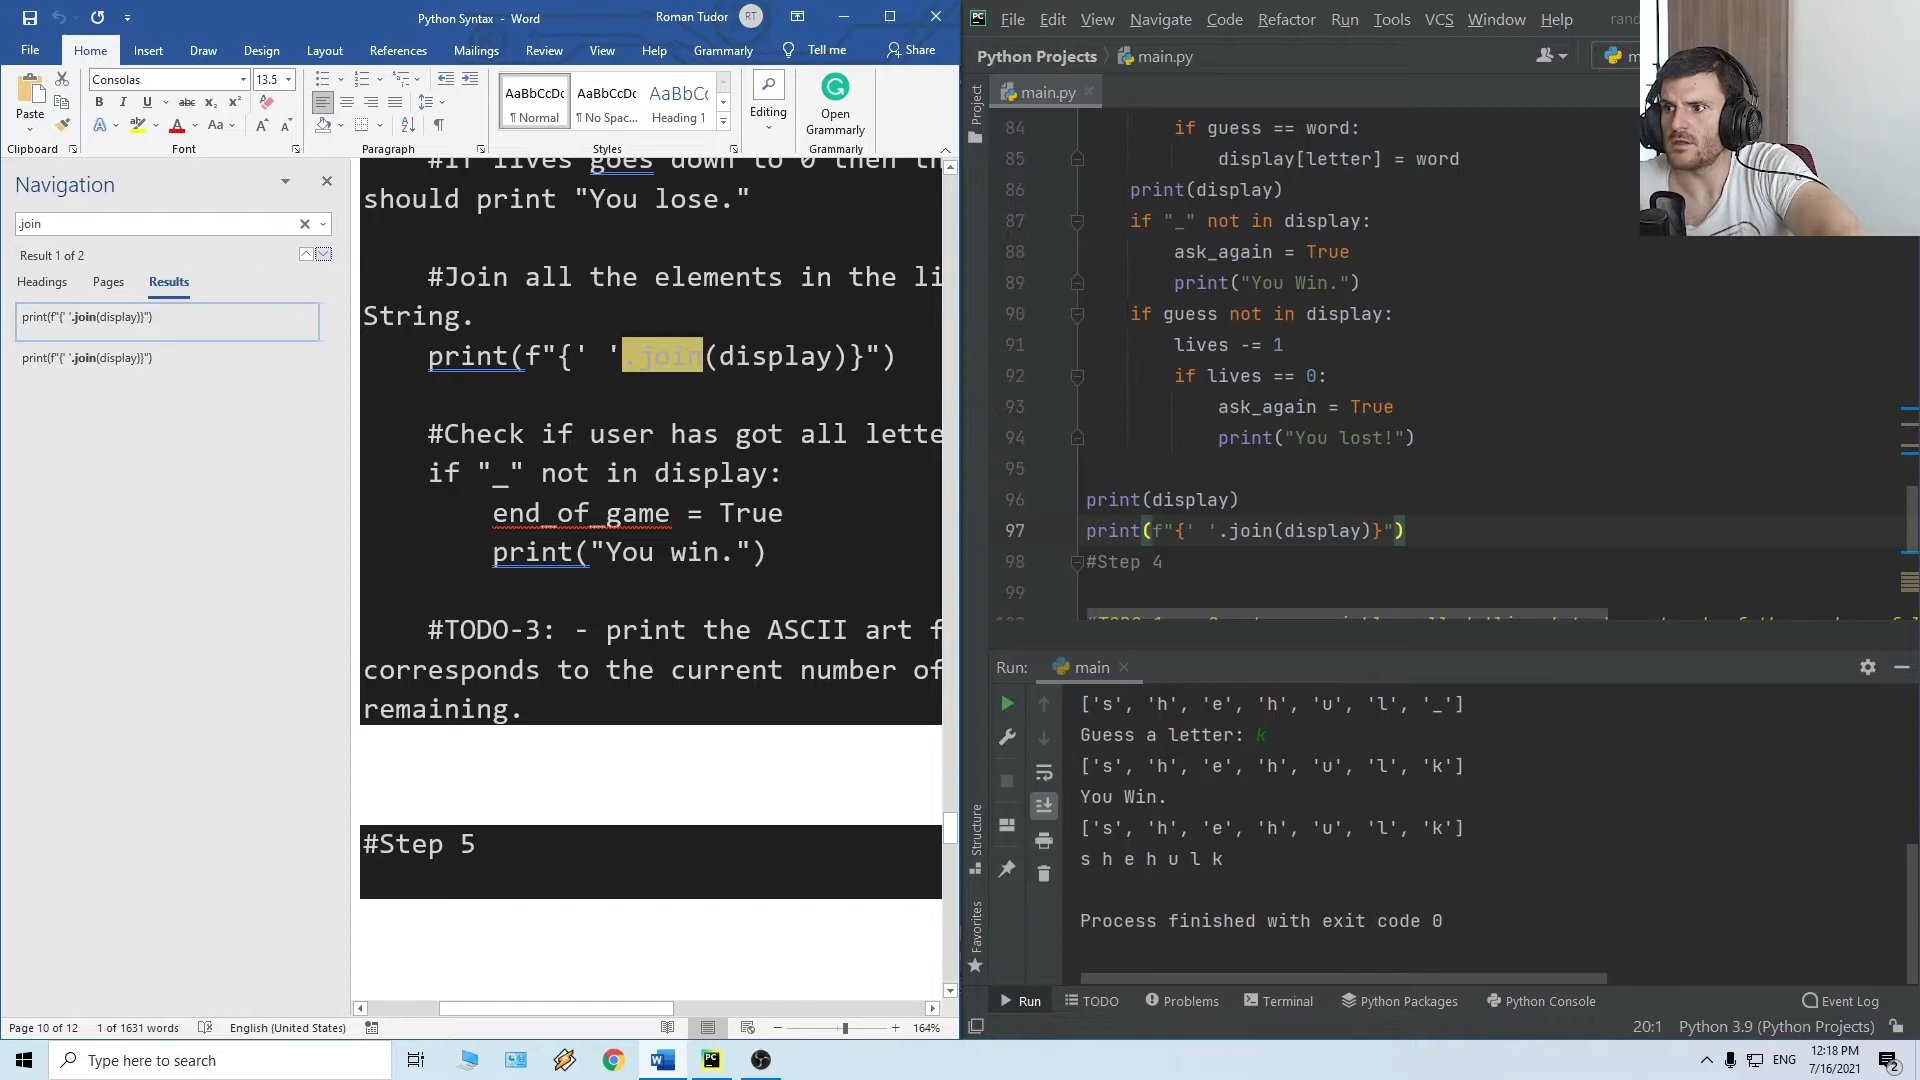 Python Syntax - Word
Roman Tudor
RT
File
Home
Insert
Draw
Design
Layout
References
Mailings
Review
View
Help
Grammarly
Tell me
Share
Paste
Clipboard
Consolas
13.5
B
I
U
abc
Aa
Font
Paragraph
AaBbCcDc
¶ Normal
AaBbCcDc
¶ No Spac...
AaBbC
Heading 1
Styles
Editing
Open
Grammarly
Grammarly
Navigation
.join
Result 1 of 2
Headings
Pages
Results
print(f"{' '.join(display)}")
print(f"{' '.join(display)}")
should print "You lose."
#Join all the elements in the li
String.
print(f"{' '.join(display)}")
#Check if user has got all lette
if "_" not in display:
end_of_game = True
print("You win.")
#TODO-3: - print the ASCII art f
corresponds to the current number of
remaining.
#Step 5
Page 10 of 12
1 of 1631 words
English (United States)
164%
File
Edit
View
Navigate
Code
Refactor
Run
Tools
VCS
Window
Help
Python Projects
main.py
main.py
Project
84 if guess == word:
85 display[letter] = word
86 print(display)
87 if "_" not in display:
88 ask_again = True
89 print("You Win.")
90 if guess not in display:
91 lives -= 1
92 if lives == 0:
93 ask_again = True
94 print("You lost!")
95
96 print(display)
97 print(f"{' '.join(display)}")
98 #Step 4
99
Run:
main
['s', 'h', 'e', 'h', 'u', 'l', '_']
Guess a letter: k
['s', 'h', 'e', 'h', 'u', 'l', 'k']
You Win.
['s', 'h', 'e', 'h', 'u', 'l', 'k']
s h e h u l k
Process finished with exit code 0
Structure
Favorites
Run
TODO
Problems
Terminal
Python Packages
Python Console
Event Log
20:1
Python 3.9 (Python Projects)
Type here to search
ENG
12:18 PM
7/16/2021
2